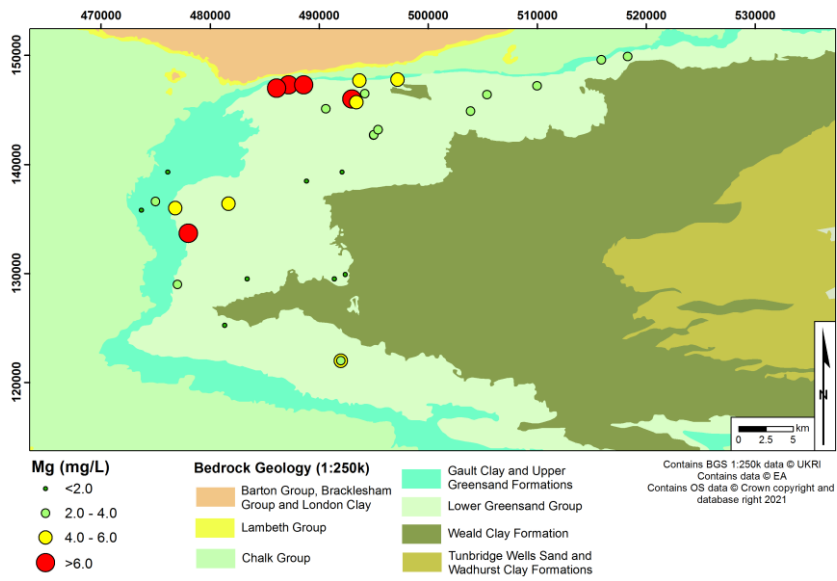 470000 480000 490000 500000 510000 520000 530000
150000
140000
130000
120000
N
0 2.5 5 km
Mg (mg/L)
<2.0
2.0 - 4.0
4.0 - 6.0
>6.0
Bedrock Geology (1:250k)
Barton Group, Bracklesham
Group and London Clay
Lambeth Group
Chalk Group
Gault Clay and Upper
Greensand Formations
Lower Greensand Group
Weald Clay Formation
Tunbridge Wells Sand and
Wadhurst Clay Formations
Contains BGS 1:250k data © UKRI
Contains data © EA
Contains OS data © Crown copyright and
database right 2021